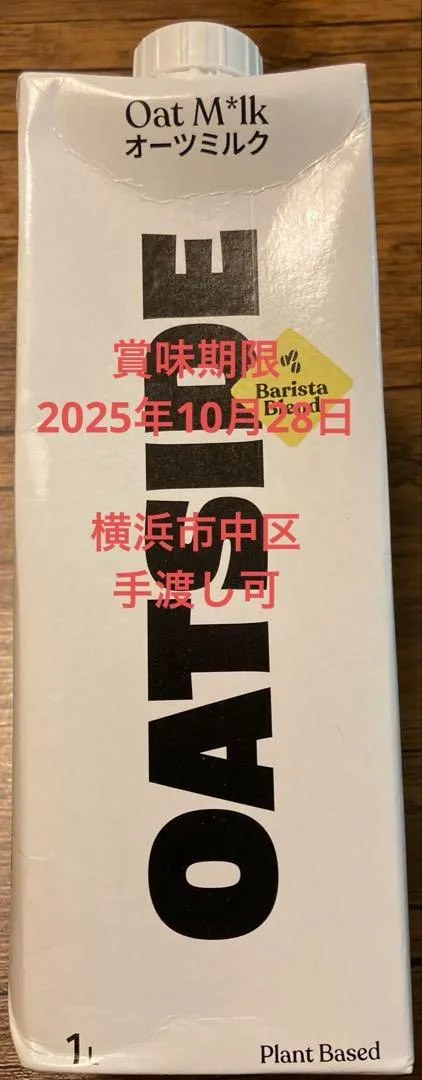 Oat M*lk
オーツミルク
OATSIDE
賞味期限
Barista
Blend
2025年10月28日
横浜市中区
手渡し可
1L
Plant Based